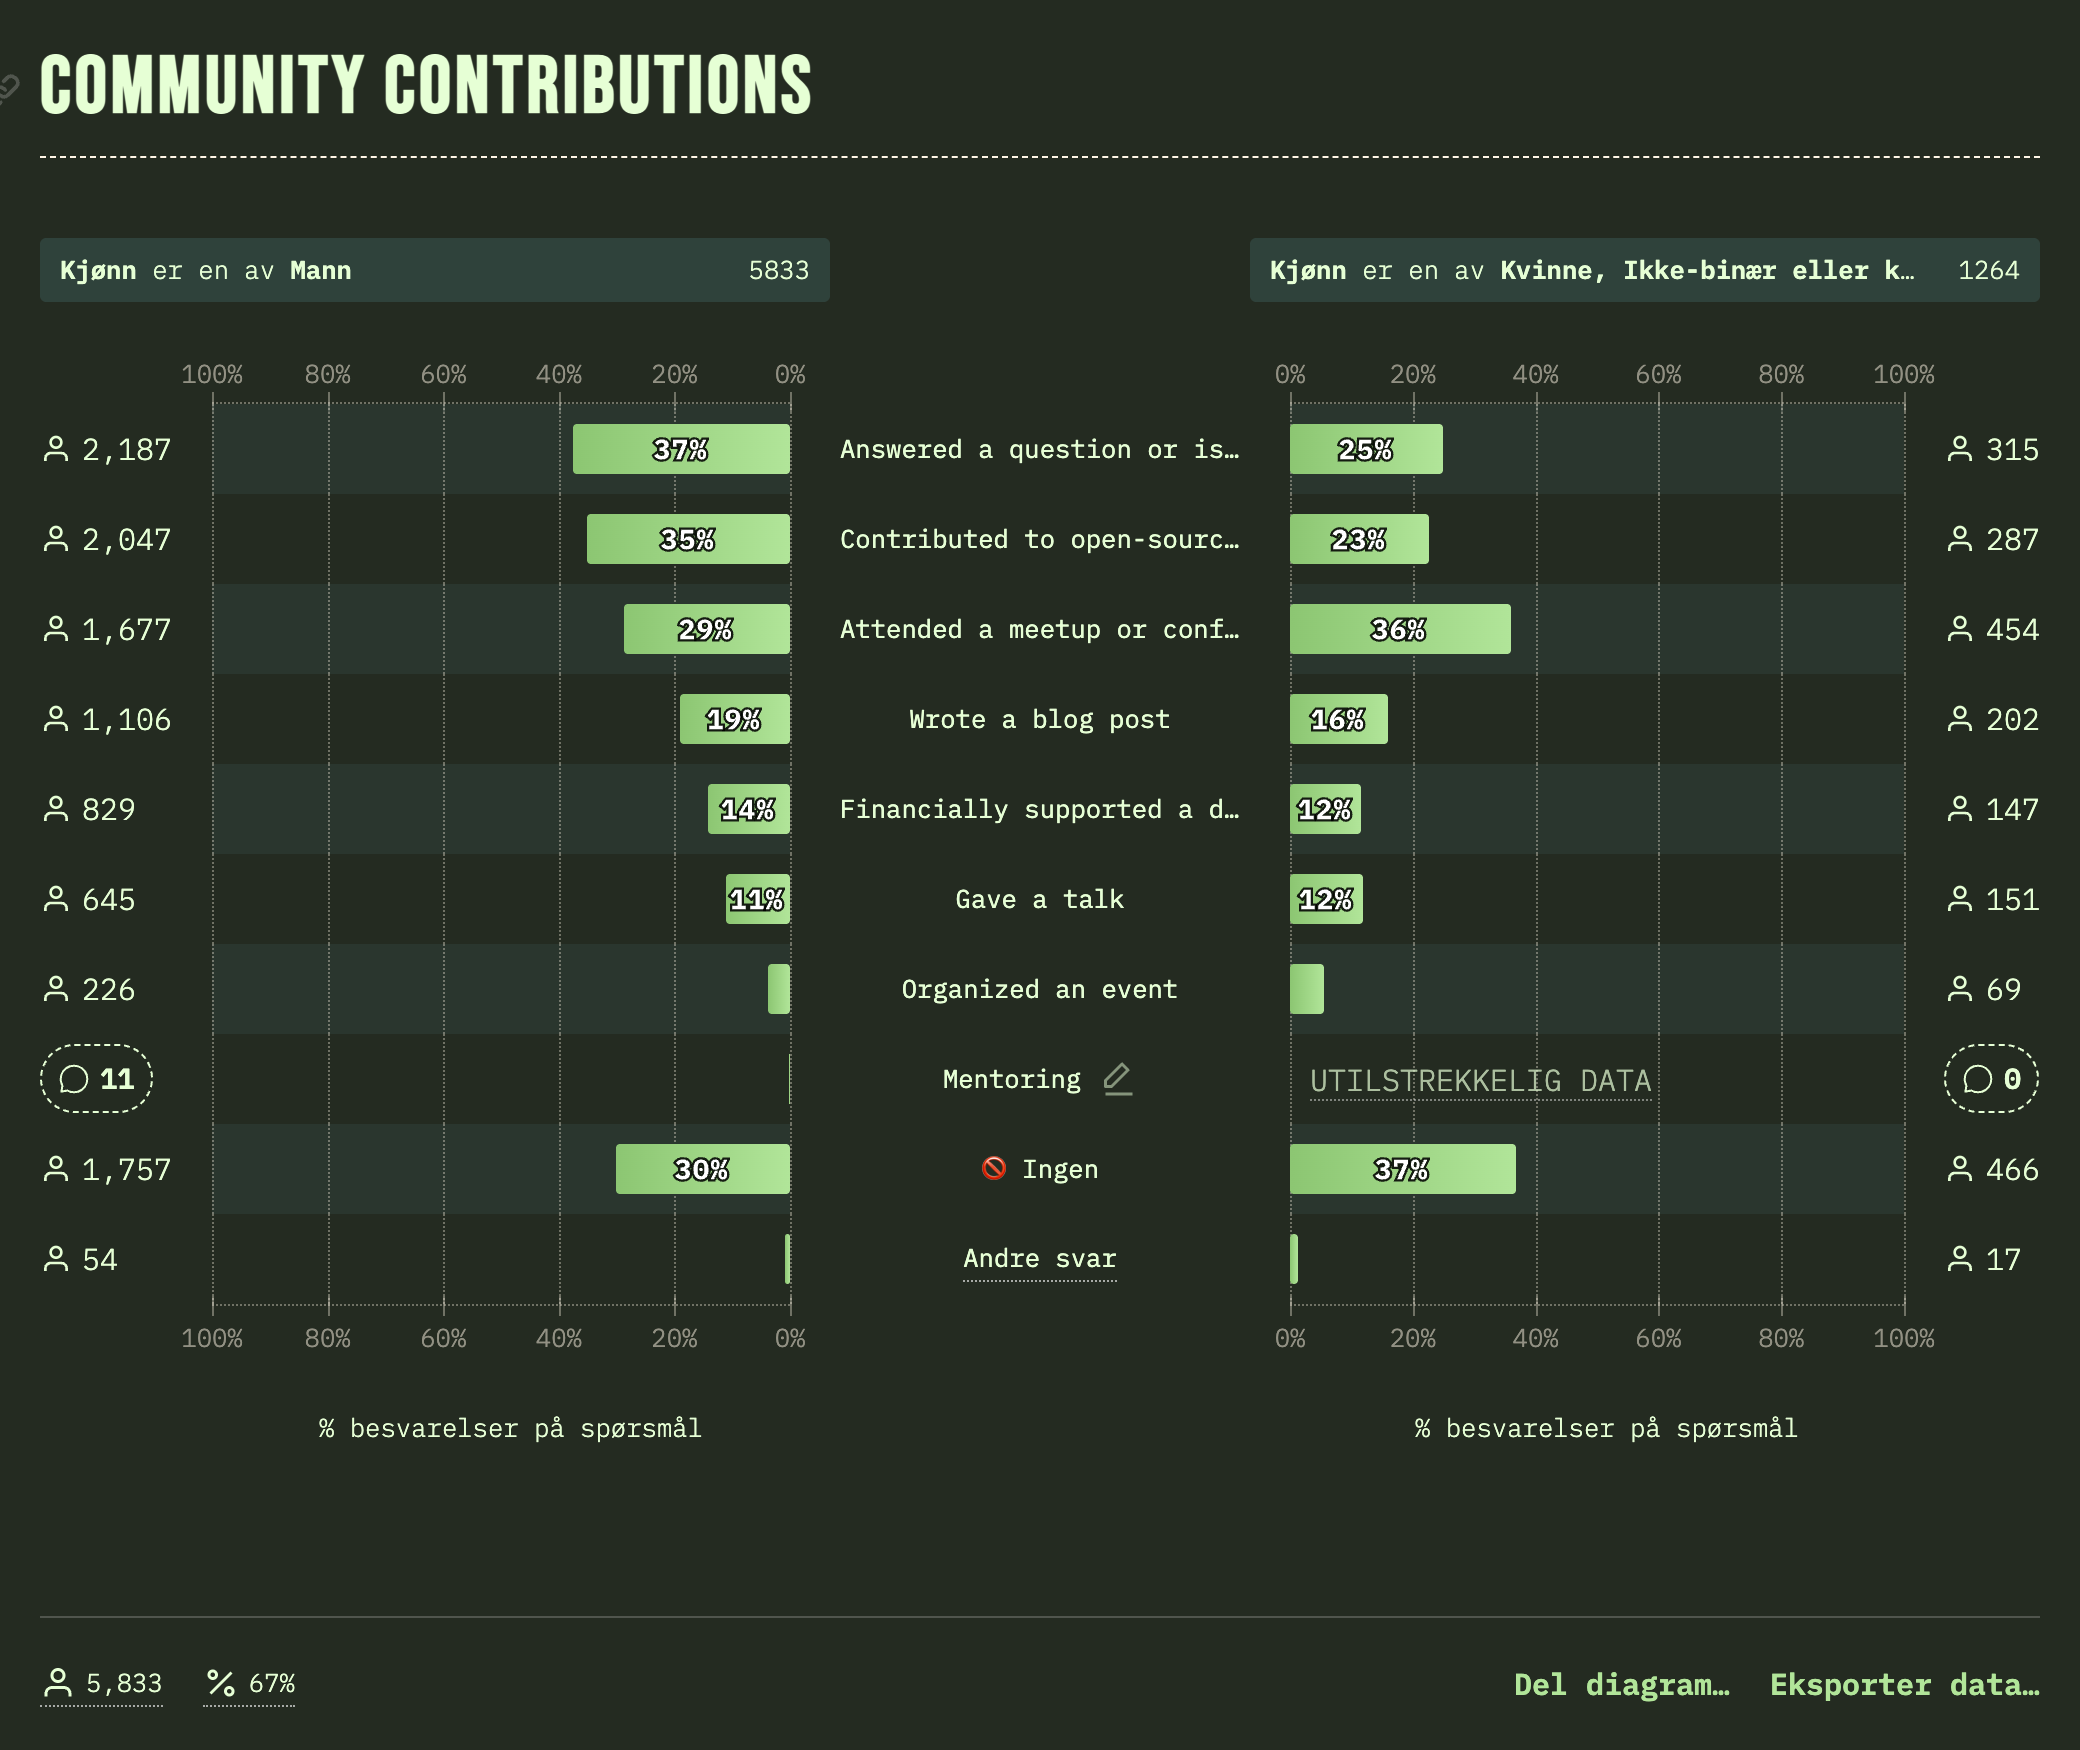 COMMUNITY CONTRIBUTIONS
Kjønn er en av Mann 5833
Kjønn er en av Kvinne, Ikke-binær eller k… 1264
100% 80% 60% 40% 20% 0%
0% 20% 40% 60% 80% 100%
2,187 37% Answered a question or is… 25% 315
2,047 35% Contributed to open-sourc… 23% 287
1,677 29% Attended a meetup or conf… 36% 454
1,106 19% Wrote a blog post 16% 202
829 14% Financially supported a d… 12% 147
645 11% Gave a talk 12% 151
226 Organized an event 69
11 Mentoring UTILSTREKKELIG DATA 0
1,757 30% Ingen 37% 466
54 Andre svar 17
100% 80% 60% 40% 20% 0%
0% 20% 40% 60% 80% 100%
% besvarelser på spørsmål
% besvarelser på spørsmål
5,833 67% Del diagram… Eksporter data…